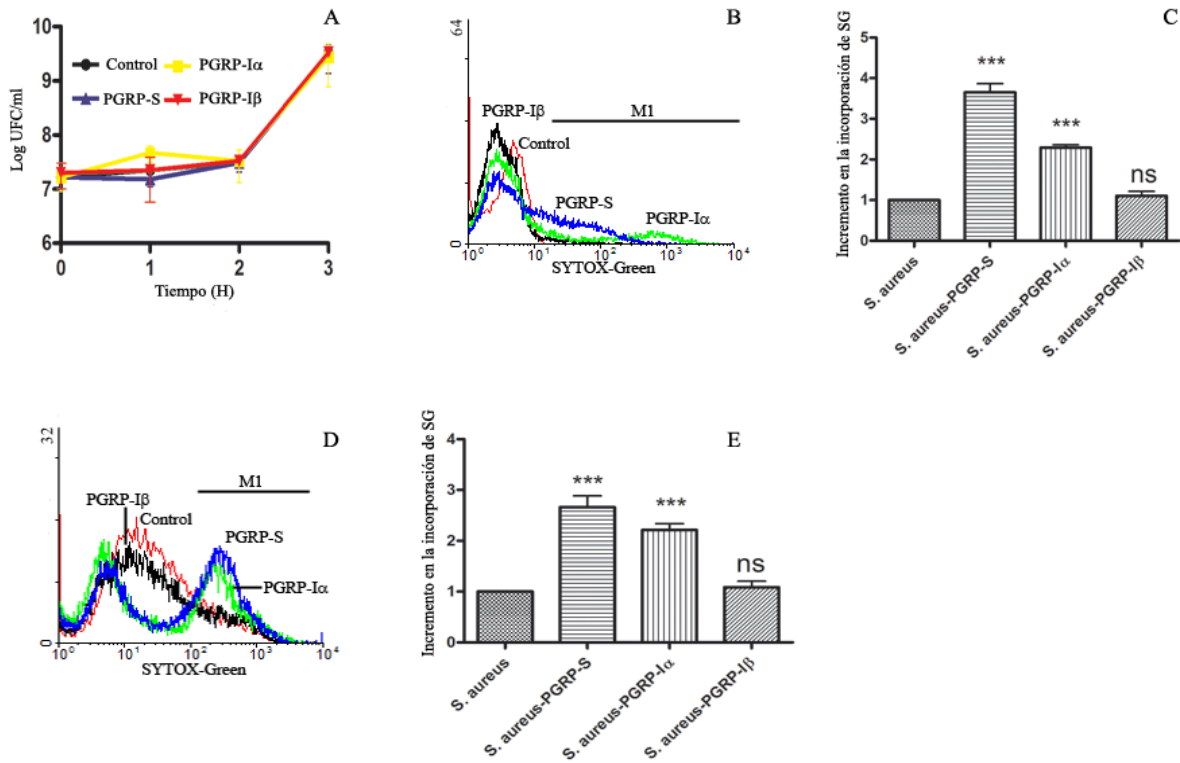 A
10
9
8
7
6
Log UFC/ml
Control
PGRP-Iα
PGRP-S
PGRP-Iβ
0
1
2
3
Tiempo (H)
B
64
0
PGRP-Iβ
M1
Control
PGRP-S
PGRP-Iα
10⁰
10¹
10²
10³
10⁴
SYTOX-Green
C
Incremento en la incorporación de SG
5
4
3
2
1
0
***
***
ns
S. aureus
S. aureus-PGRP-S
S. aureus-PGRP-Iα
S. aureus-PGRP-Iβ
D
32
0
M1
PGRP-Iβ
Control
PGRP-S
PGRP-Iα
10⁰
10¹
10²
10³
10⁴
SYTOX-Green
E
Incremento en la incorporación de SG
4
3
2
1
0
***
***
ns
S. aureus
S. aureus-PGRP-S
S. aureus-PGRP-Iα
S. aureus-PGRP-Iβ